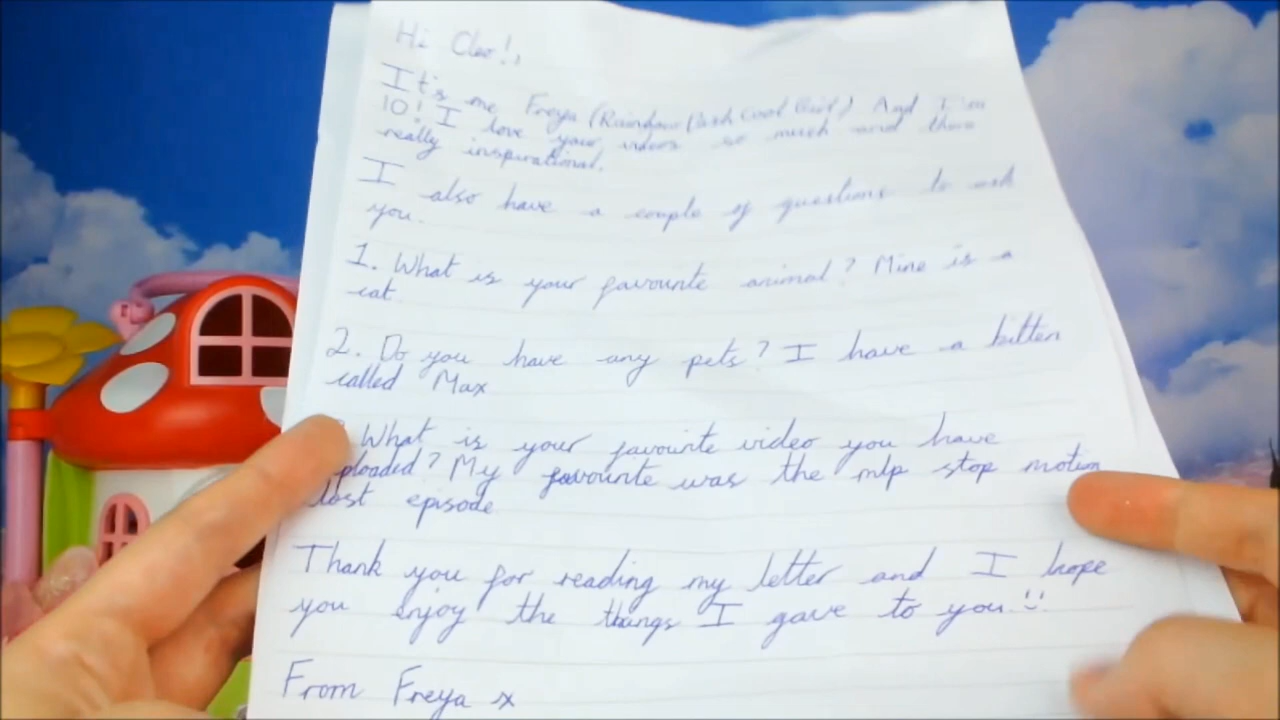 Hi Cleo!,
It's me Freya (Rainbow Dash Cool Girl) And I'm
10! I love your videos so much and there
really inspirational.
I also have a couple of questions to ask
you.
1. What is your favourite animal? Mine is a
cat
2. Do you have any pets? I have a kitten
called Max
What is your favourite video you have
ploaded? My favourite was the mlp stop motion
last episode
Thank you for reading my letter and I hope
you enjoy the things I gave to you. :)
From Freya x